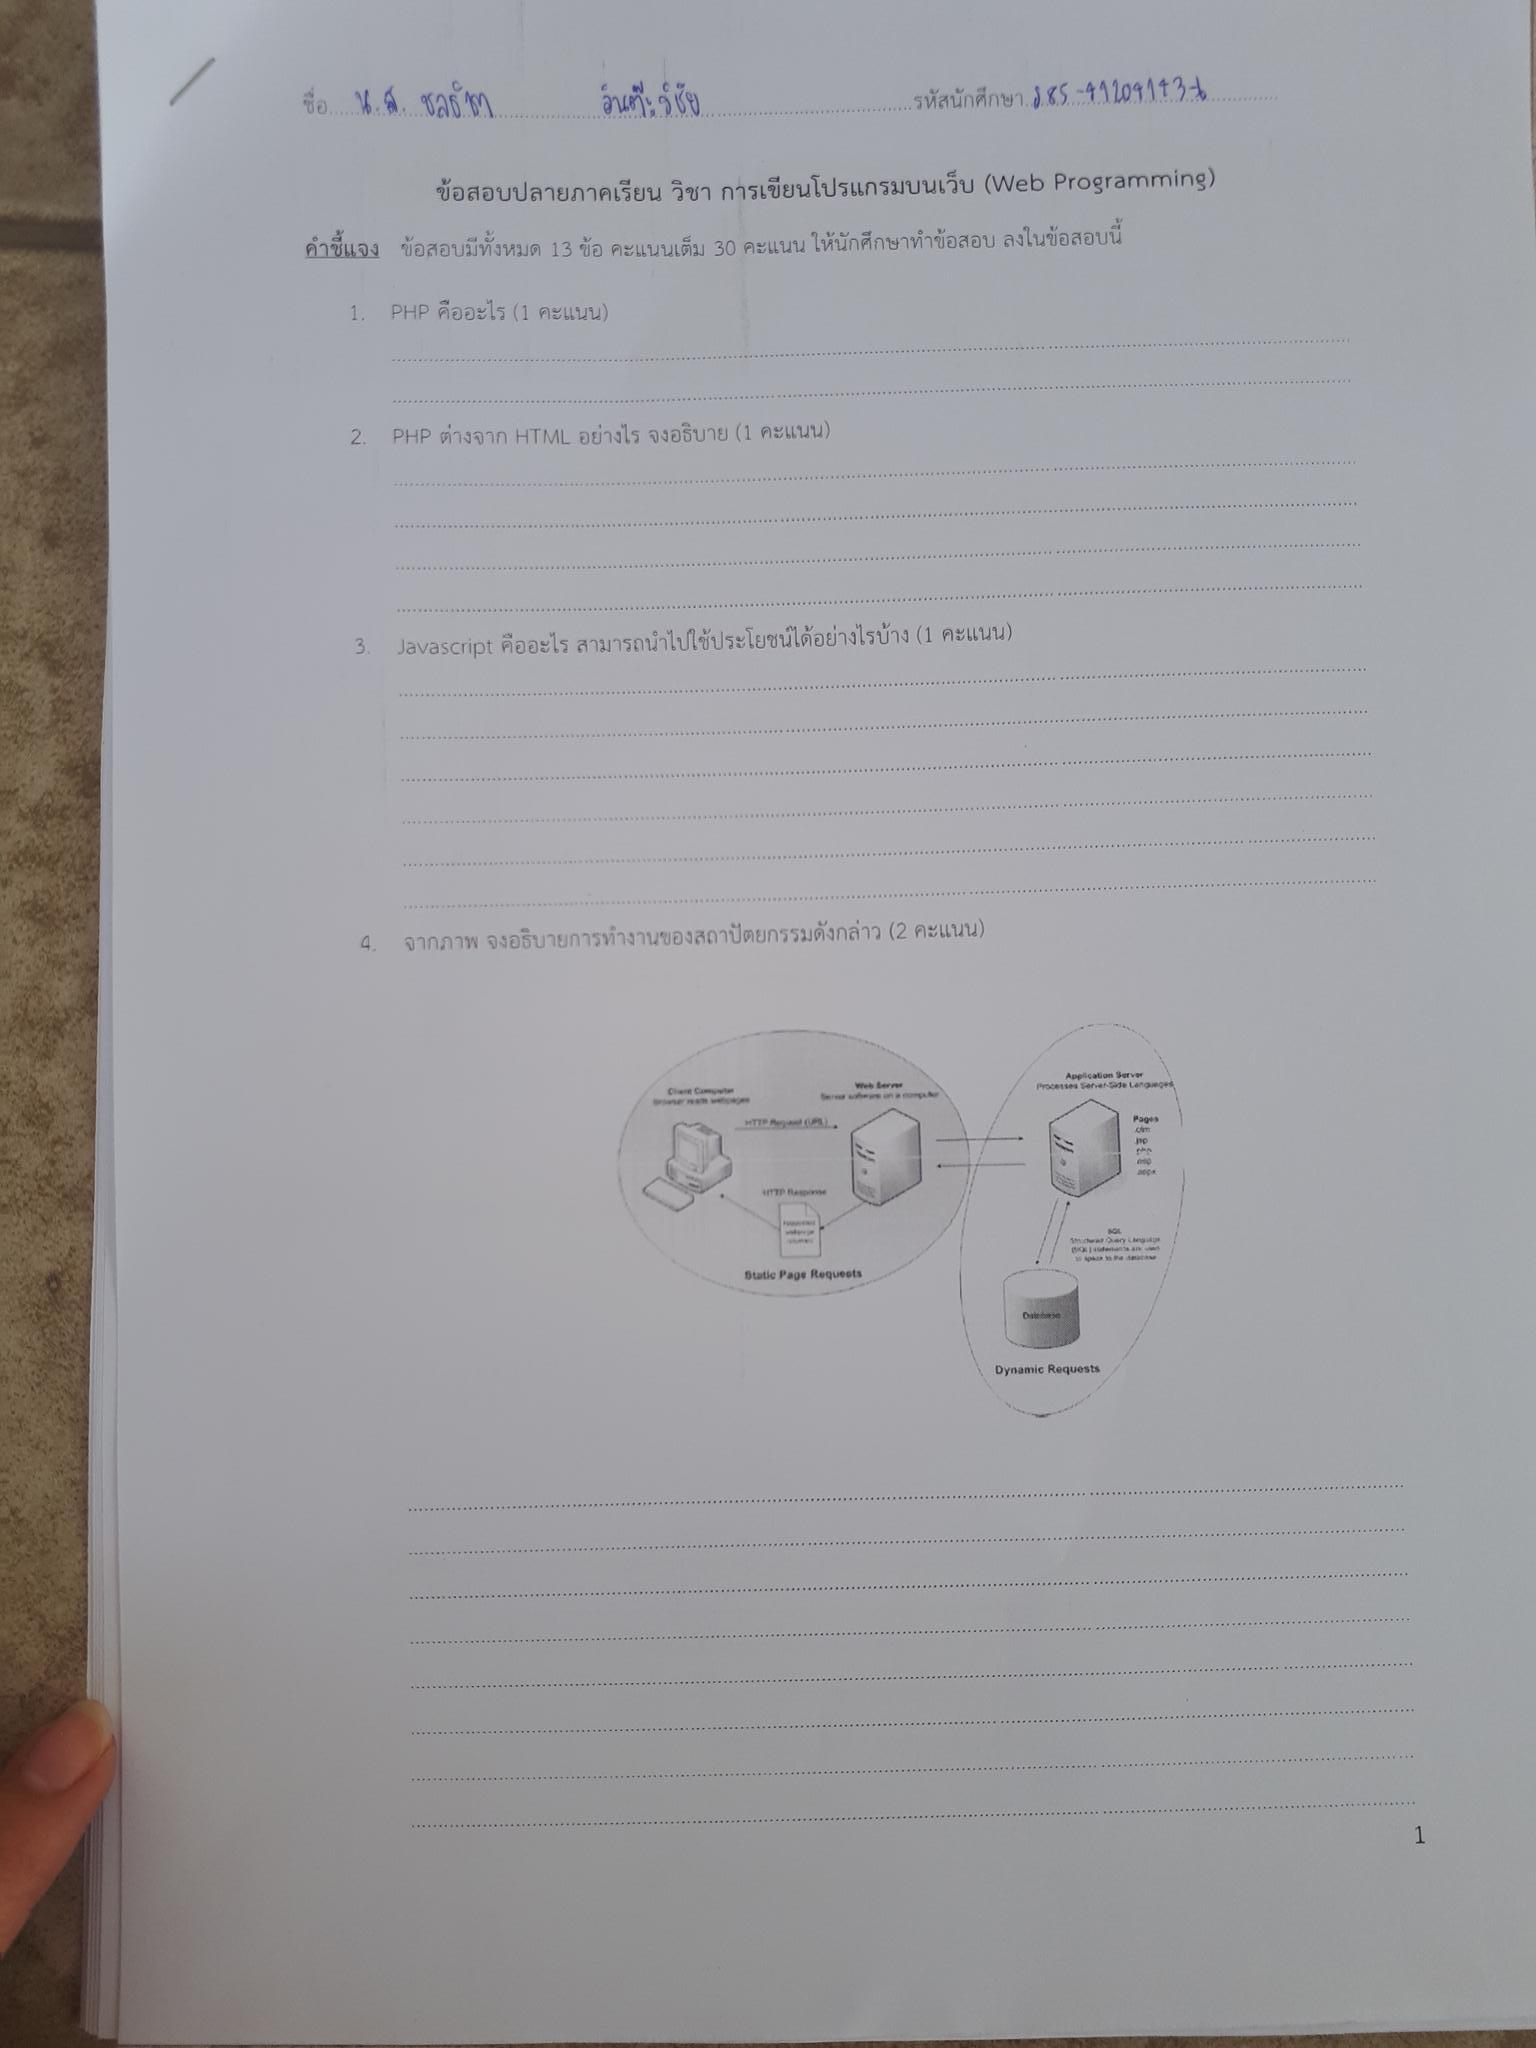 ชื่อ น.ส. ชลธิชา อินต๊ะวิชัย รหัสนักศึกษา
ข้อสอบปลายภาคเรียน วิชา การเขียนโปรแกรมบนเว็บ (Web Programming)
คำชี้แจง ข้อสอบมีทั้งหมด 13 ข้อ คะแนนเต็ม 30 คะแนน ให้นักศึกษาทำข้อสอบ ลงในข้อสอบนี้
1. PHP คืออะไร (1 คะแนน)
2. PHP ต่างจาก HTML อย่างไร จงอธิบาย (1 คะแนน)
3. Javascript คืออะไร สามารถนำไปใช้ประโยชน์ได้อย่างไรบ้าง (1 คะแนน)
4. จากภาพ จงอธิบายการทำงานของสถาปัตยกรรมดังกล่าว (2 คะแนน)
Client Computer
Browser reads webpages
HTTP Request (URL)
Web Server
Server software on a computer
HTTP Response
Requested
webpage
returned
Static Page Requests
Application Server
Processes Server-Side Languages
Pages
.cfm
.jsp
.php
.asp
.aspx
SQL
Structured Query Language
(SQL) statements are used
to speak to the database
Database
Dynamic Requests
1